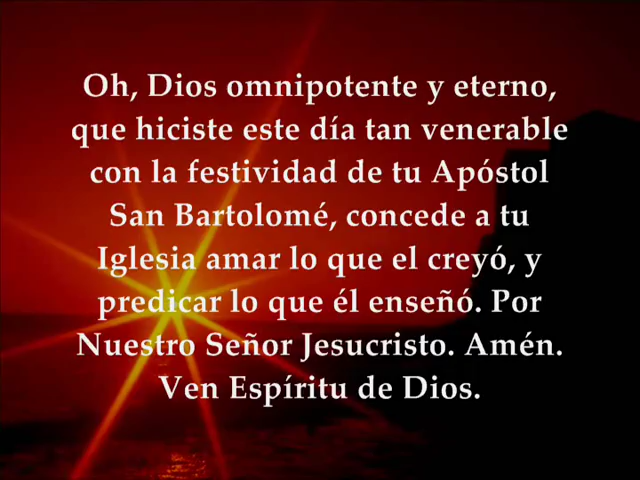 Oh, Dios omnipotente y eterno,
que hiciste este día tan venerable
con la festividad de tu Apóstol
San Bartolomé, concede a tu
Iglesia amar lo que el creyó, y
predicar lo que él enseñó. Por
Nuestro Señor Jesucristo. Amén.
Ven Espíritu de Dios.